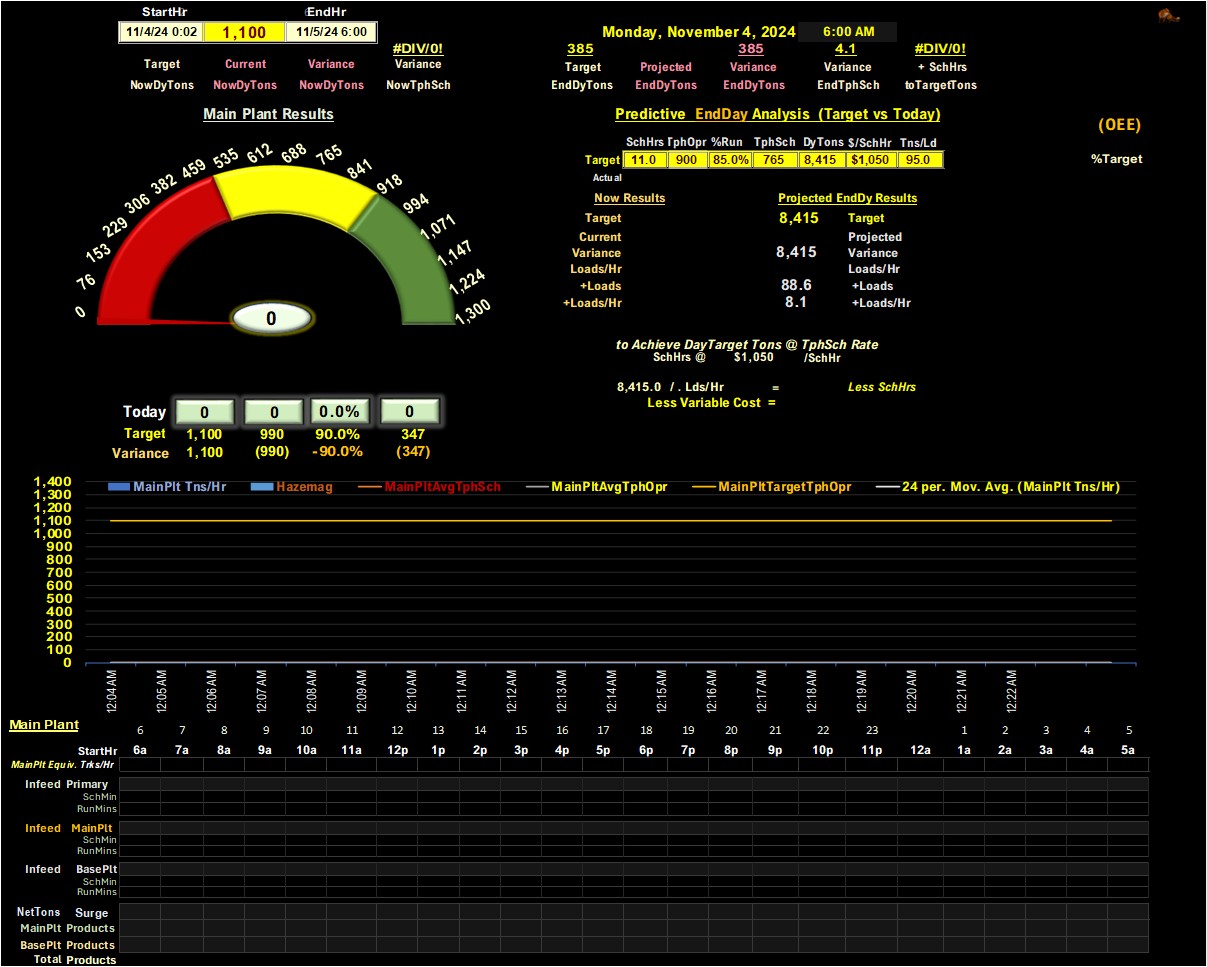 StartHr EndHr
11/4/24 0:02 1,100 11/5/24 6:00
Monday, November 4, 2024 6:00 AM
#DIV/0! 385 385 4.1 #DIV/0!
Target Current Variance Variance Target Projected Variance Variance + SchHrs
NowDyTons NowDyTons NowDyTons NowTphSch EndDyTons EndDyTons EndDyTons EndTphSch toTargetTons
Main Plant Results
Predictive EndDay Analysis (Target vs Today)
(OEE)
SchHrs TphOpr %Run TphSch DyTons $/SchHr Tns/Ld
Target 11.0 900 85.0% 765 8,415 $1,050 95.0
%Target
Actual
Now Results Projected EndDy Results
Target 8,415 Target
Current Projected
Variance 8,415 Variance
Loads/Hr Loads/Hr
+Loads 88.6 +Loads
+Loads/Hr 8.1 +Loads/Hr
0 76 153 229 306 382 459 535 612 688 765 841 918 994 1,071 1,147 1,224 1,300
0
to Achieve DayTarget Tons @ TphSch Rate
SchHrs @ $1,050 /SchHr
8,415.0 / . Lds/Hr = Less SchHrs
Less Variable Cost =
Today 0 0 0.0% 0
Target 1,100 990 90.0% 347
Variance 1,100 (990) -90.0% (347)
MainPlt Tns/Hr Hazemag MainPltAvgTphSch MainPltAvgTphOpr MainPltTargetTphOpr 24 per. Mov. Avg. (MainPlt Tns/Hr)
1,400
1,300
1,200
1,100
1,000
900
800
700
600
500
400
300
200
100
0
12:04 AM 12:05 AM 12:06 AM 12:07 AM 12:08 AM 12:09 AM 12:10 AM 12:11 AM 12:12 AM 12:13 AM 12:14 AM 12:15 AM 12:16 AM 12:17 AM 12:18 AM 12:19 AM 12:20 AM 12:21 AM 12:22 AM
Main Plant
6 7 8 9 10 11 12 13 14 15 16 17 18 19 20 21 22 23 1 2 3 4 5
StartHr 6a 7a 8a 9a 10a 11a 12p 1p 2p 3p 4p 5p 6p 7p 8p 9p 10p 11p 12a 1a 2a 3a 4a 5a
MainPlt Equiv. Trks/Hr
Infeed Primary
SchMin
RunMins
Infeed MainPlt
SchMin
RunMins
Infeed BasePlt
SchMin
RunMins
NetTons Surge
MainPlt Products
BasePlt Products
Total Products